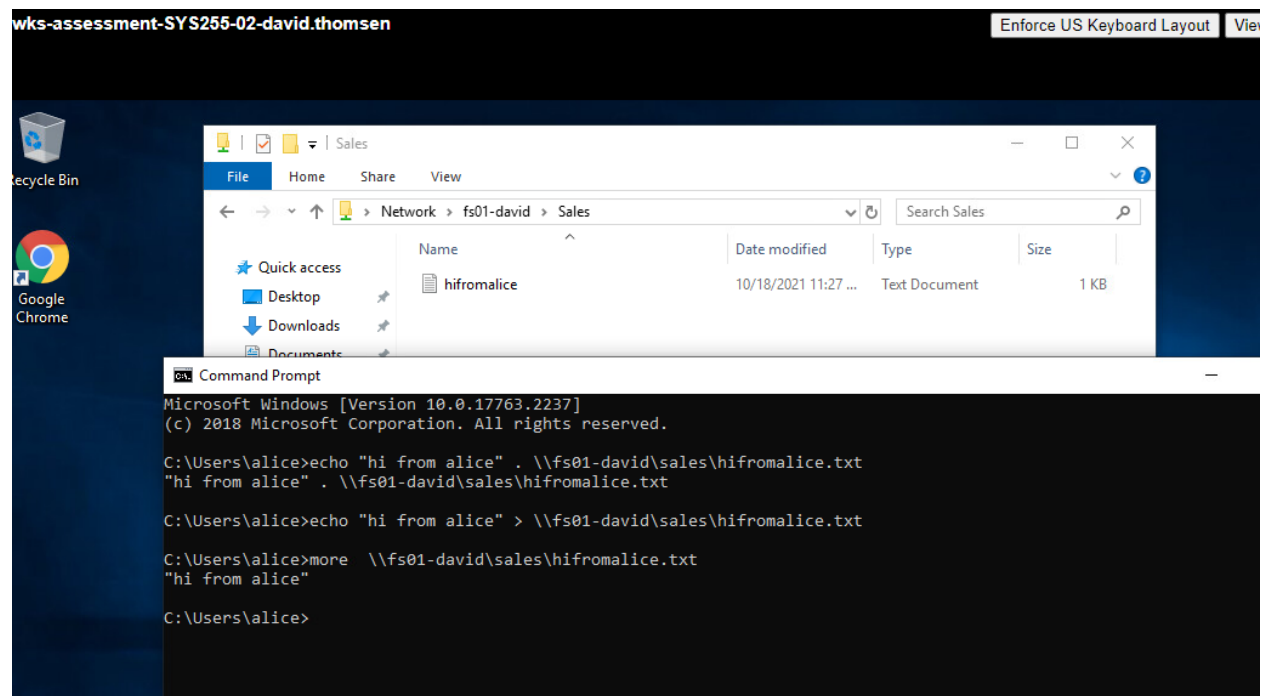 wks-assessment-SYS255-02-david.thomsen
Enforce US Keyboard Layout
Recycle Bin
Google
Chrome
Sales
File Home Share View
Network > fs01-david > Sales
Search Sales
Name Date modified Type Size
Quick access
Desktop
Downloads
Documents
hifromalice 10/18/2021 11:27 ... Text Document 1 KB
Command Prompt
Microsoft Windows [Version 10.0.17763.2237]
(c) 2018 Microsoft Corporation. All rights reserved.
C:\Users\alice>echo "hi from alice" . \\fs01-david\sales\hifromalice.txt
"hi from alice" . \\fs01-david\sales\hifromalice.txt
C:\Users\alice>echo "hi from alice" > \\fs01-david\sales\hifromalice.txt
C:\Users\alice>more  \\fs01-david\sales\hifromalice.txt
"hi from alice"
C:\Users\alice>